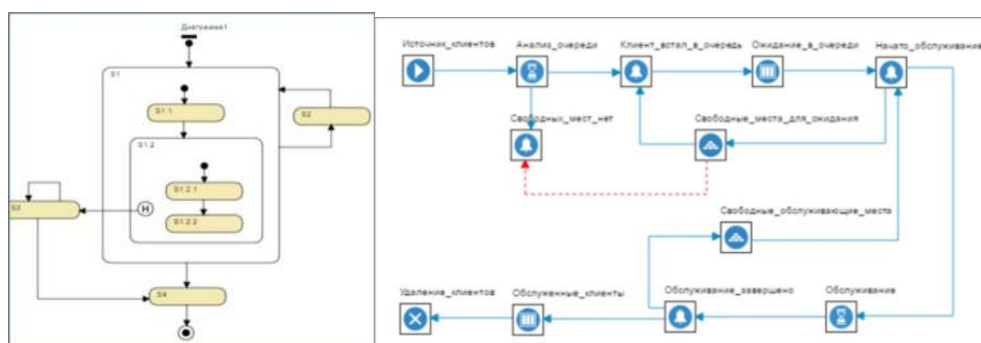 Диаграмма1
S1
S1.1
S2
S1.2
S1.2.1
H
S3
S1.2.2
S4
Источник_клиентов
Анализ_очереди
Клиент_встал_в_очередь
Ожидание_в_очереди
Начато_обслуживание
Свободных_мест_нет
Свободные_места_для_ожидания
Свободные_обслуживающие_места
Удаление_клиентов
Обслуженные_клиенты
Обслуживание_завершено
Обслуживание